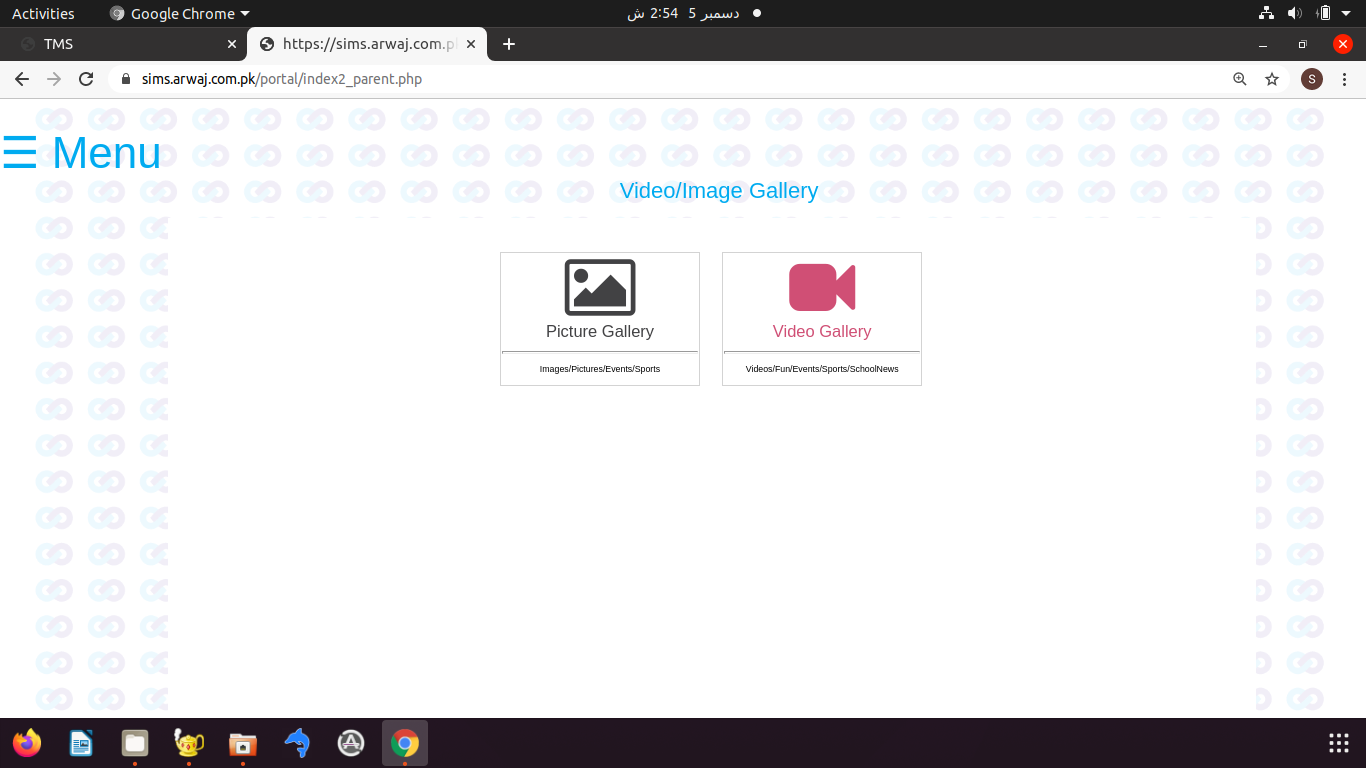 Activities Google Chrome دسمبر 5 2:54 ش
TMS https://sims.arwaj.com.p
sims.arwaj.com.pk/portal/index2_parent.php S
☰ Menu
Video/Image Gallery
Picture Gallery
Images/Pictures/Events/Sports
Video Gallery
Videos/Fun/Events/Sports/SchoolNews